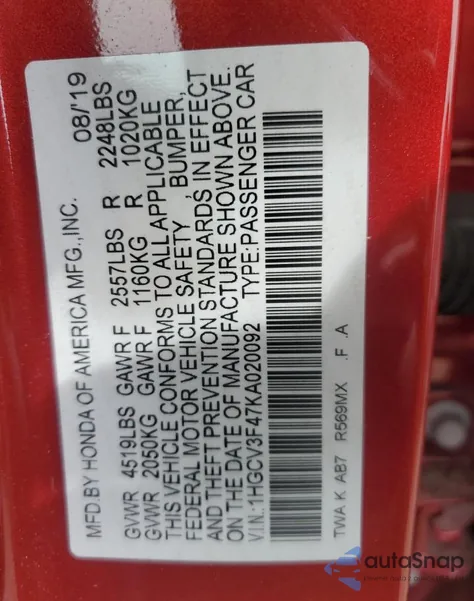 MFD.BY HONDA OF AMERICA MFG.,INC. 08/'19
GVWR 4519LBS GAWR F 2557LBS R 2248LBS
GVWR 2050KG GAWR F 1160KG R 1020KG
THIS VEHICLE CONFORMS TO ALL APPLICABLE
FEDERAL MOTOR VEHICLE SAFETY, BUMPER,
AND THEFT PREVENTION STANDARDS, IN EFFECT
ON THE DATE OF MANUFACTURE SHOWN ABOVE.
V.I.N.:1HGCV3F47KA020092 TYPE:PASSENGER CAR
TWA K AB7 R569MX .F .A
autoSnap